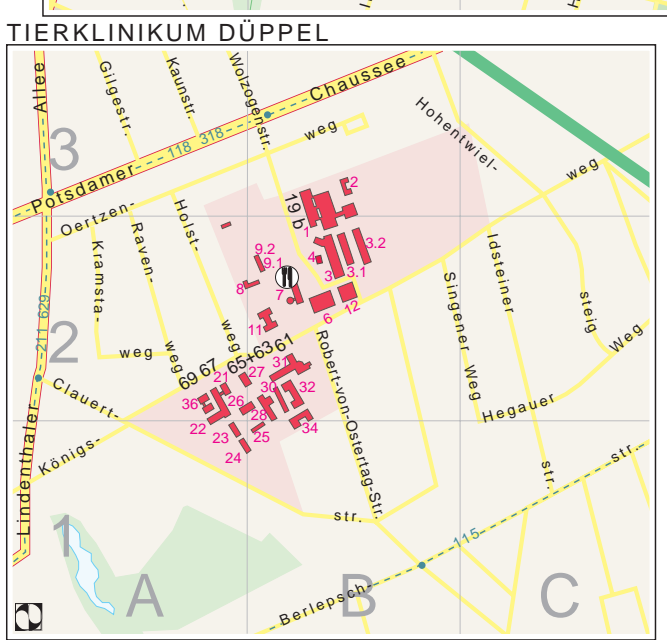 TIERKLINIKUM DÜPPEL
Allee
Gilgestr.
Kaunstr.
Wolzogenstr.
Chaussee
Hohentwiel-
weg
118 318
3
Potsdamer
weg
2
19 b
Oertzen-
Holst-
Raven-
Kramsta-
1
3.2
9.2
9.1
4
3
3.1
8
7
Idsteiner
Singener Weg
steig
6
12
11
211 629
2
weg
weg
weg
Weg
Hegauer
69 67 65+63 61
31
27
21
30
32
36
26
28
22
23
25
34
24
Robert-von-Ostertag-Str.
Clauert-
Königs-
Lindenthaler
str.
str.
str.
115
1
A
B
C
Berlepsch-